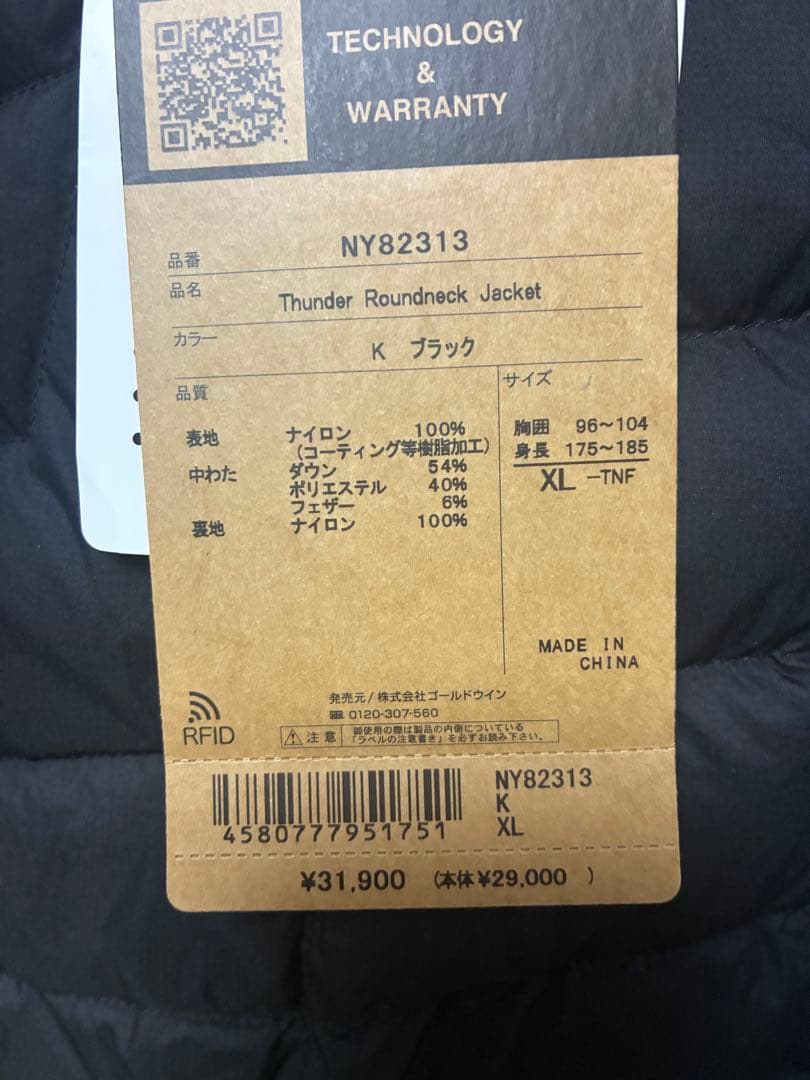 TECHNOLOGY
&
WARRANTY
品番 NY82313
品名 Thunder Roundneck Jacket
カラー K ブラック
品質
表地 ナイロン 100%
(コーティング等樹脂加工)
中わた ダウン 54%
ポリエステル 40%
フェザー 6%
裏地 ナイロン 100%
サイズ
胸囲 96~104
身長 175~185
XL -TNF
MADE IN
CHINA
RFID
発売元/株式会社ゴールドウイン
0120-307-560
注意
御使用の際は製品の内側についている
「ラベルの注意書き」を必ずお読み下さい。
4580777951751
NY82313
K
XL
¥31,900 (本体¥29,000 )